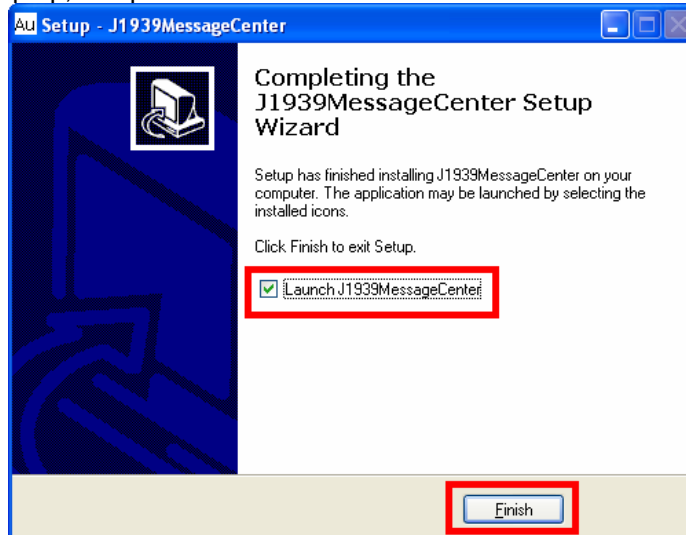 Au Setup - J1939MessageCenter
Completing the
J1939MessageCenter Setup
Wizard
Setup has finished installing J1939MessageCenter on your
computer. The application may be launched by selecting the
installed icons.
Click Finish to exit Setup.
Launch J1939MessageCenter
Finish